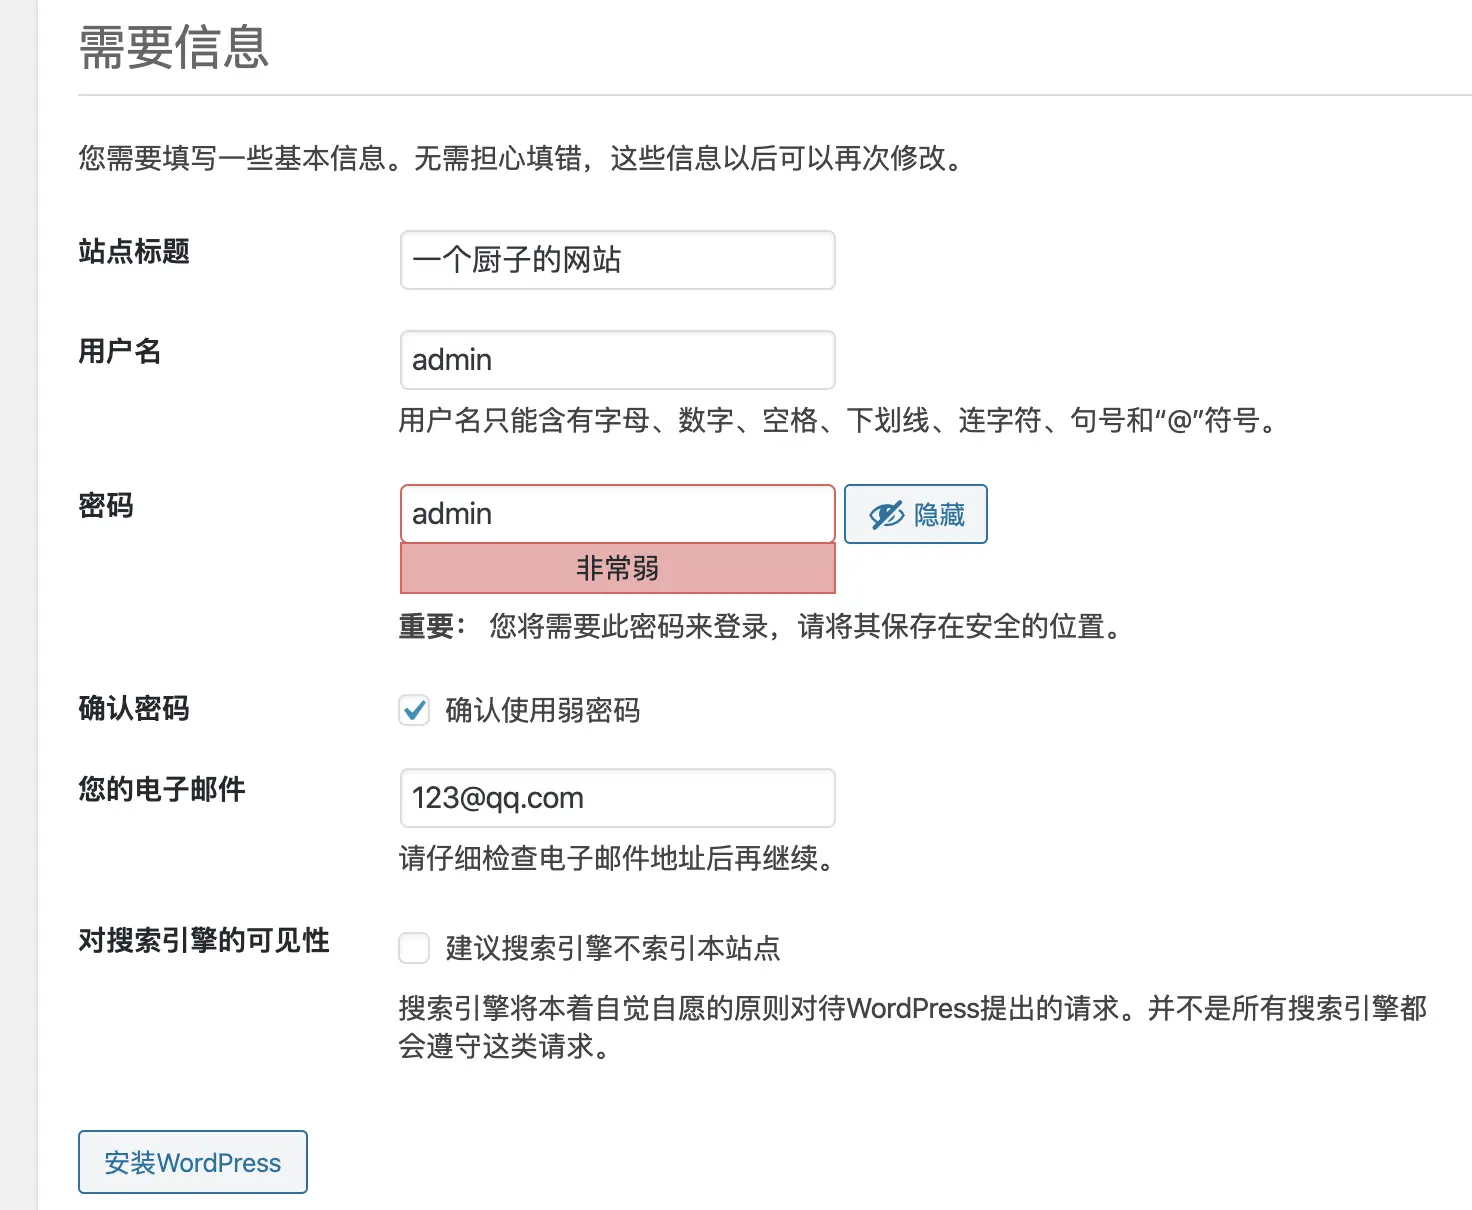 需要信息
您需要填写一些基本信息。无需担心填错，这些信息以后可以再次修改。
站点标题
一个厨子的网站
用户名
admin
用户名只能含有字母、数字、空格、下划线、连字符、句号和“@”符号。
密码
admin
隐藏
非常弱
重要： 您将需要此密码来登录，请将其保存在安全的位置。
确认密码
确认使用弱密码
您的电子邮件
123@qq.com
请仔细检查电子邮件地址后再继续。
对搜索引擎的可见性
建议搜索引擎不索引本站点
搜索引擎将本着自觉自愿的原则对待WordPress提出的请求。并不是所有搜索引擎都
会遵守这类请求。
安装WordPress